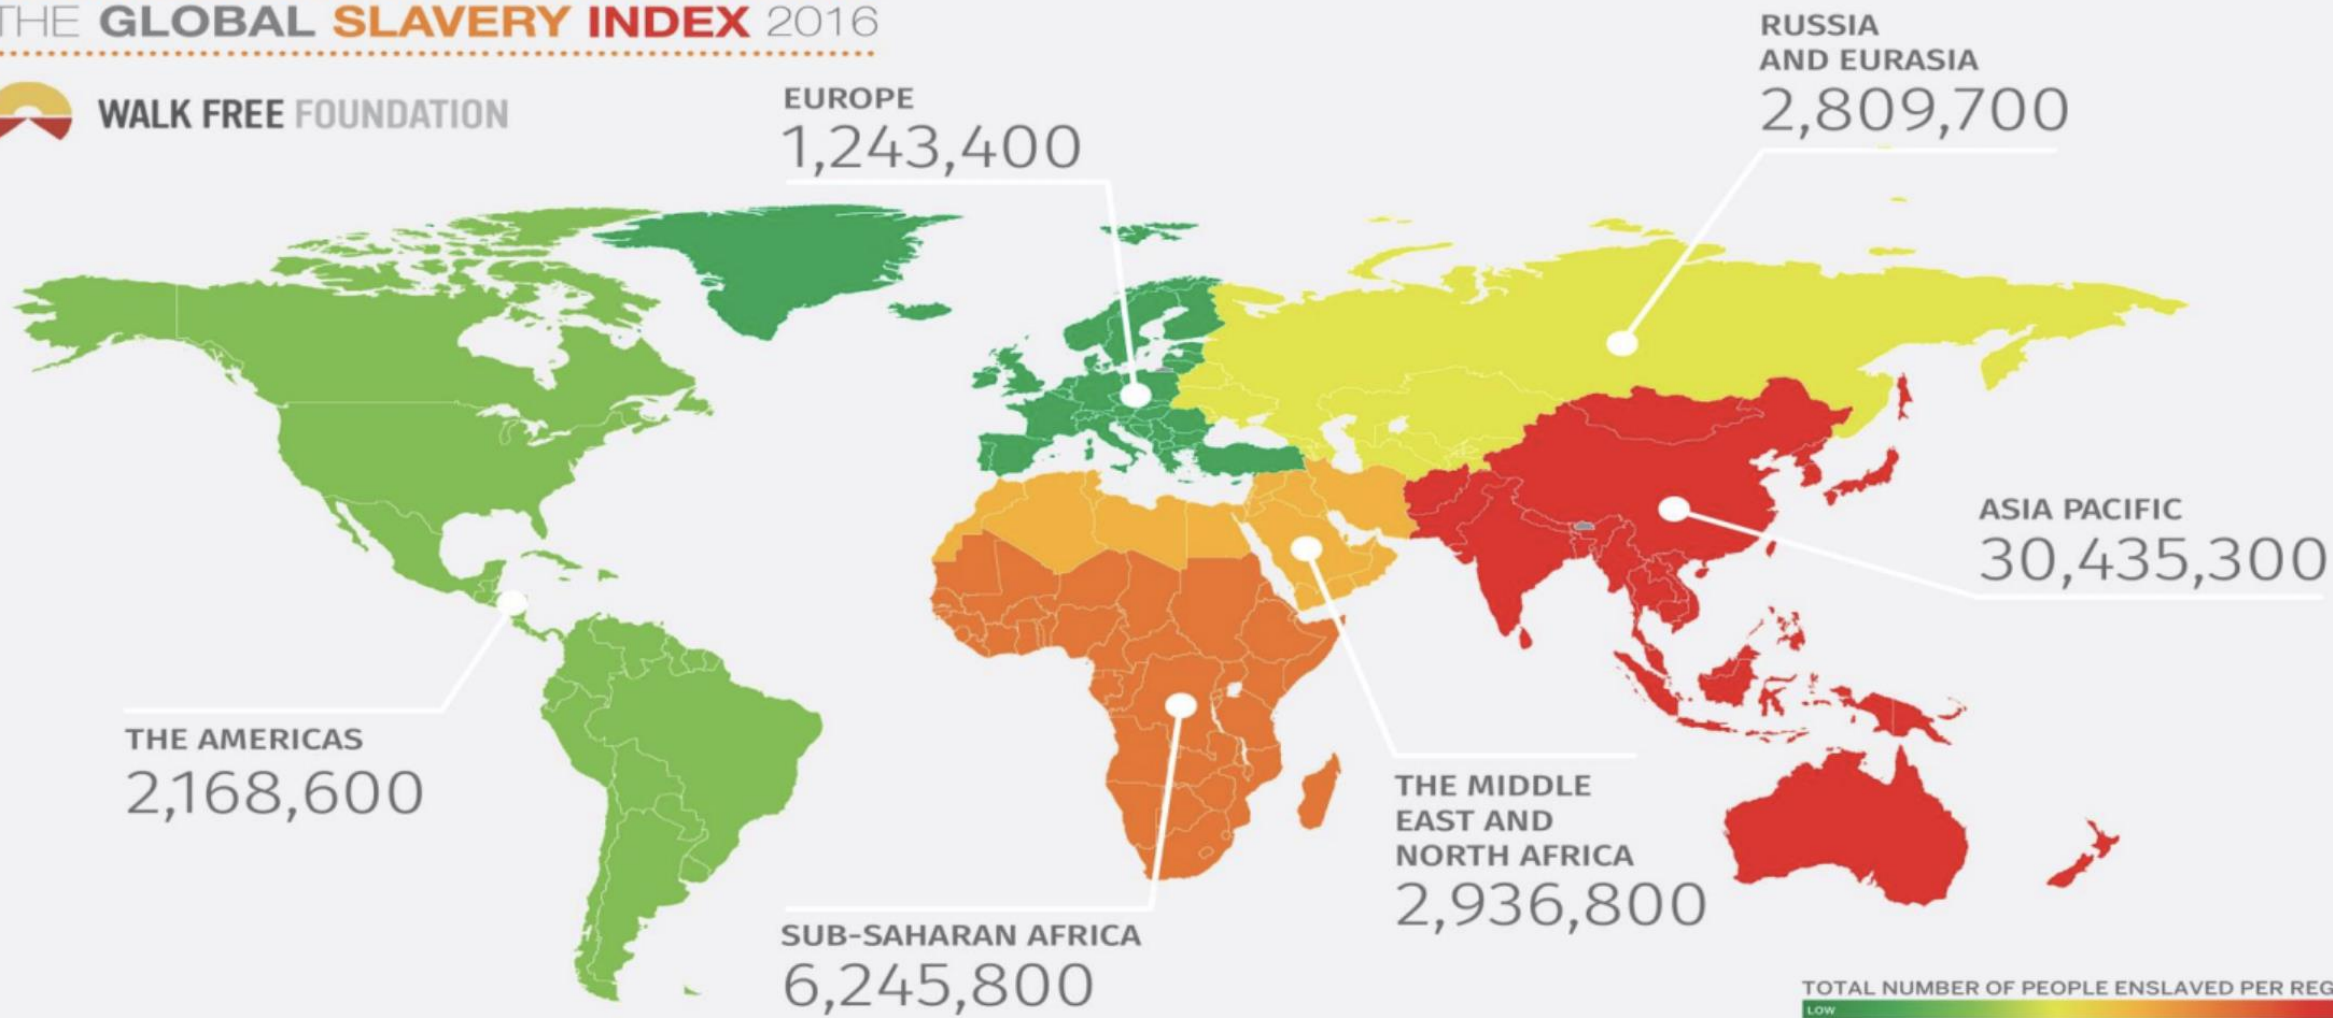 THE GLOBAL SLAVERY INDEX 2016
WALK FREE FOUNDATION
EUROPE
1,243,400
RUSSIA
AND EURASIA
2,809,700
ASIA PACIFIC
30,435,300
THE AMERICAS
2,168,600
THE MIDDLE
EAST AND
NORTH AFRICA
2,936,800
SUB-SAHARAN AFRICA
6,245,800
TOTAL NUMBER OF PEOPLE ENSLAVED PER REG
LOW